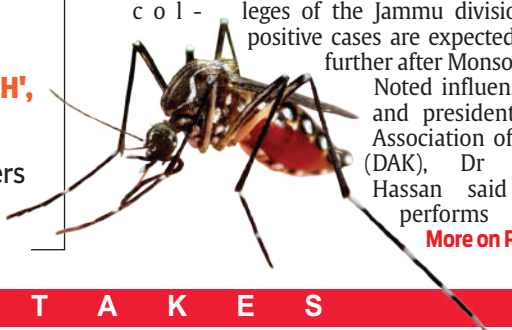 c o l -
leges of the Jammu divisio
positive cases are expected
further after Monso
Noted influen
and president
Association of
(DAK), Dr
Hassan said
performs
More on P
H',
ers
T A K E S